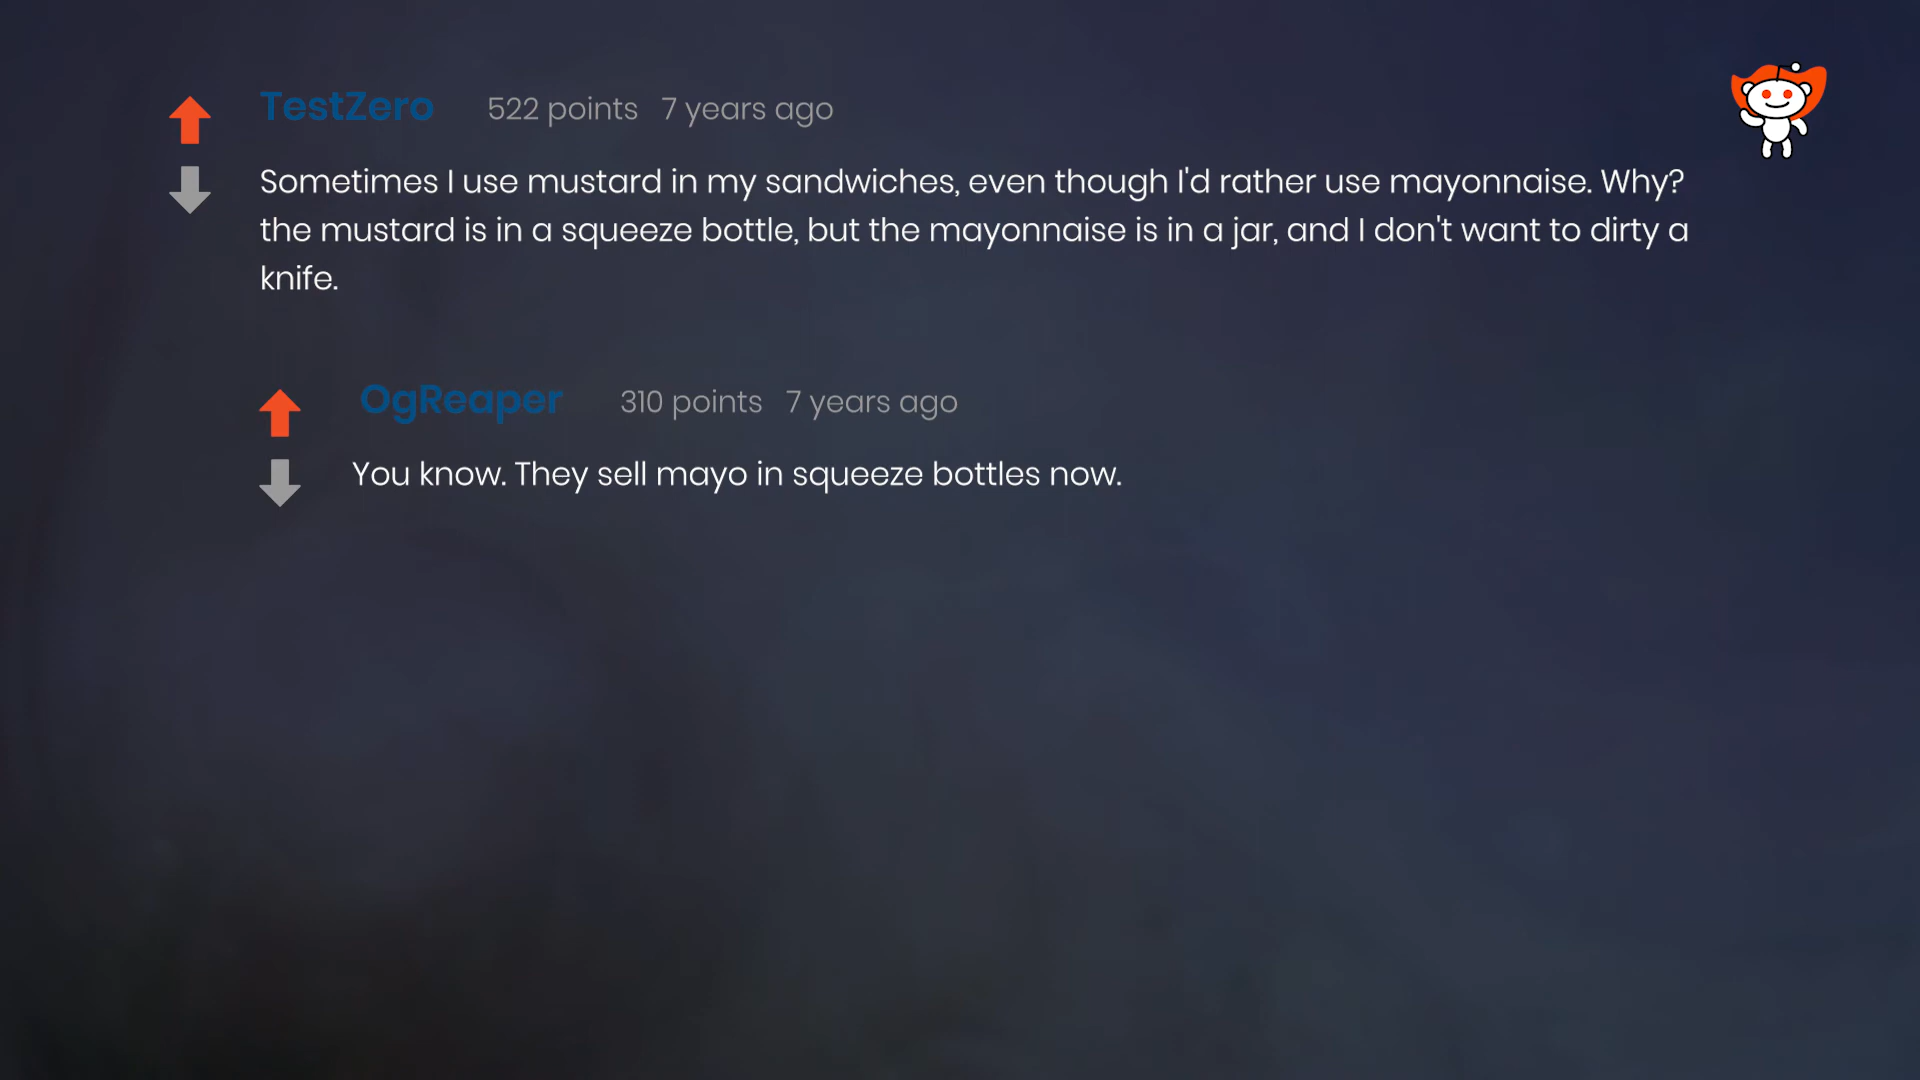 TestZero 522 points 7 years ago
Sometimes I use mustard in my sandwiches, even though I'd rather use mayonnaise. Why?
the mustard is in a squeeze bottle, but the mayonnaise is in a jar, and I don't want to dirty a
knife.
OgReaper 310 points 7 years ago
You know. They sell mayo in squeeze bottles now.